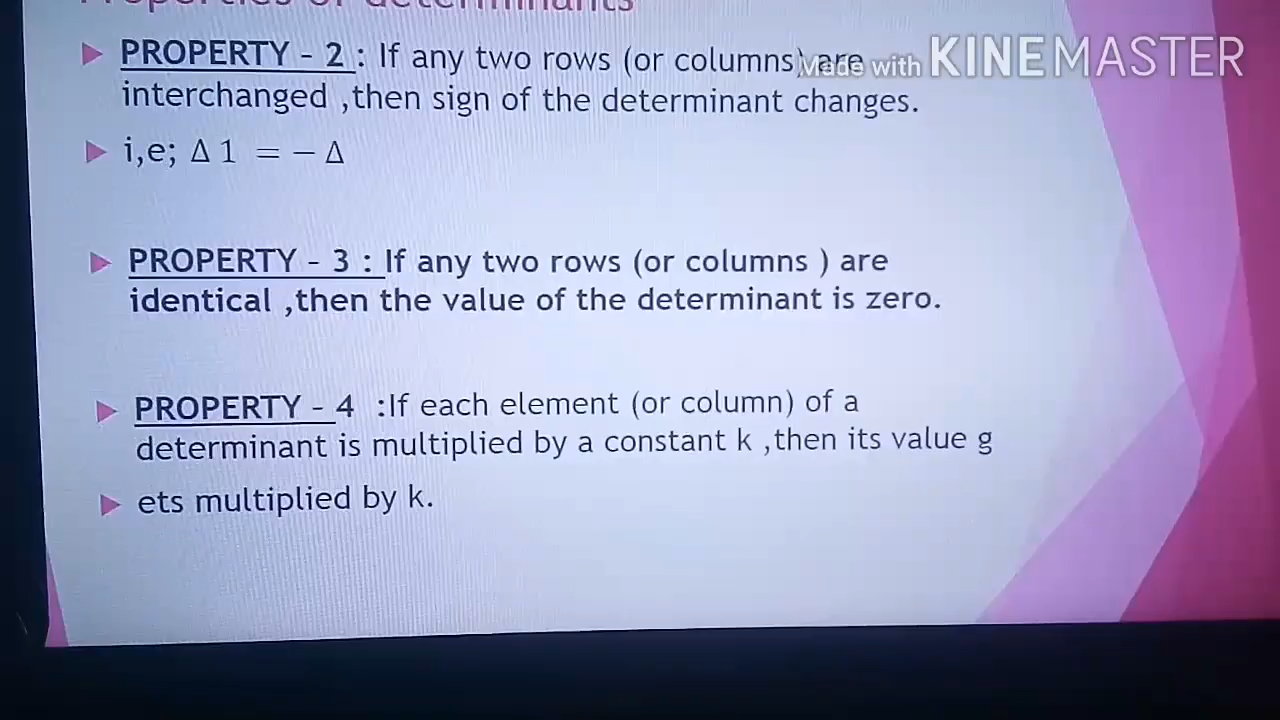 Properties of determinants
PROPERTY - 2 : If any two rows (or columns) are
Made with KINEMASTER
interchanged ,then sign of the determinant changes.
i,e; Δ 1 = − Δ
PROPERTY - 3 : If any two rows (or columns ) are
identical ,then the value of the determinant is zero.
PROPERTY - 4 :If each element (or column) of a
determinant is multiplied by a constant k ,then its value g
ets multiplied by k.